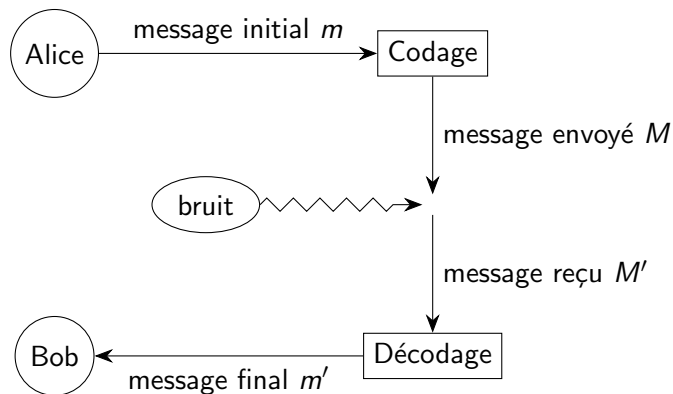 message initial m
Alice
Codage
message envoyé M
bruit
message reçu M′
Bob
Décodage
message final m′